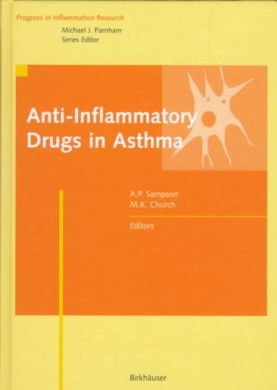 Progress in Inflammation Research
Michael J. Parnham
Series Editor
Anti-Inflammatory
Drugs in Asthma
A.P. Sampson
M.K. Church
Editors
Birkhäuser